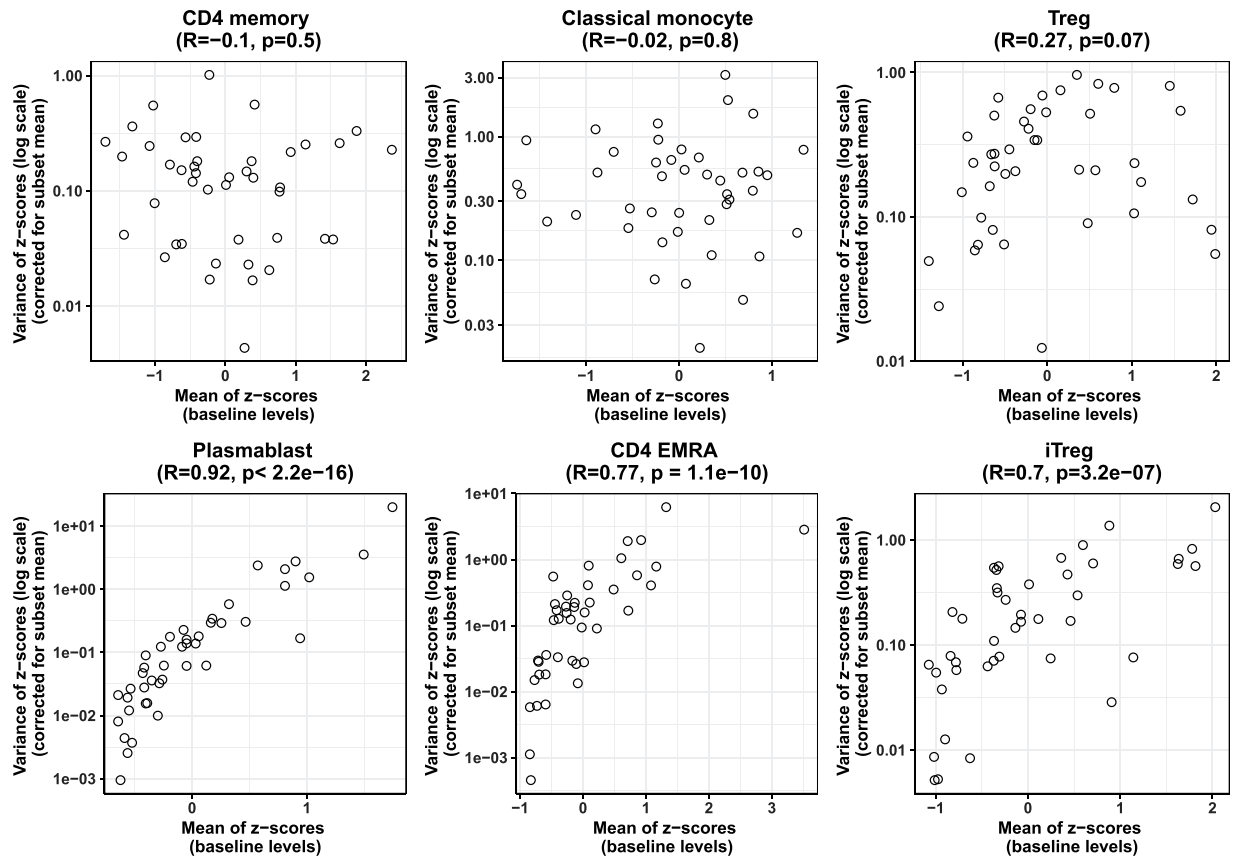 CD4 memory
(R=−0.1, p=0.5)
Variance of z−scores (log scale)
(corrected for subset mean)
1.00
0.10
0.01
−1
0
1
2
Mean of z−scores
(baseline levels)
Classical monocyte
(R=−0.02, p=0.8)
Variance of z−scores (log scale)
(corrected for subset mean)
3.00
1.00
0.30
0.10
0.03
−1
0
1
Mean of z−scores
(baseline levels)
Treg
(R=0.27, p=0.07)
Variance of z−scores (log scale)
(corrected for subset mean)
1.00
0.10
0.01
−1
0
1
2
Mean of z−scores
(baseline levels)
Plasmablast
(R=0.92, p< 2.2e−16)
Variance of z−scores (log scale)
(corrected for subset mean)
1e+01
1e+00
1e−01
1e−02
1e−03
0
1
Mean of z−scores
(baseline levels)
CD4 EMRA
(R=0.77, p = 1.1e−10)
Variance of z−scores (log scale)
(corrected for subset mean)
1e+01
1e+00
1e−01
1e−02
1e−03
−1
0
1
2
3
Mean of z−scores
(baseline levels)
iTreg
(R=0.7, p=3.2e−07)
Variance of z−scores (log scale)
(corrected for subset mean)
1.00
0.10
0.01
−1
0
1
2
Mean of z−scores
(baseline levels)